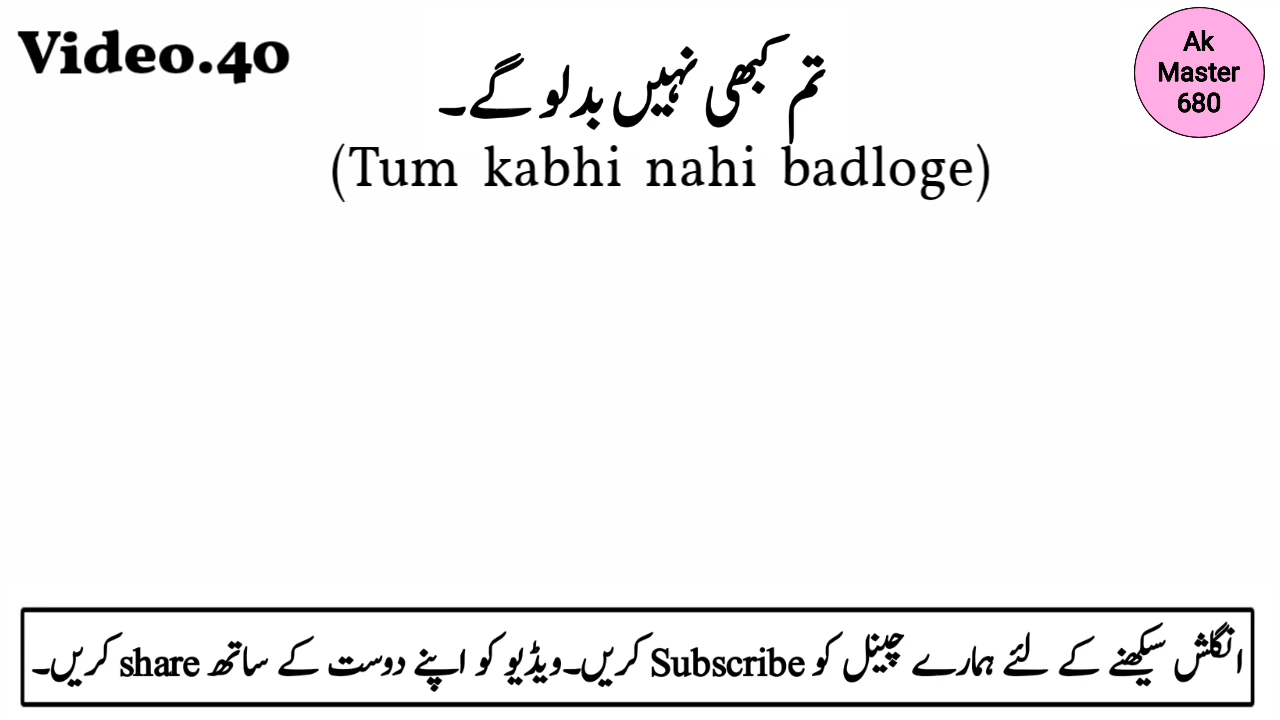 Video.40
تم کبھی نہیں بدلو گے۔
(Tum kabhi nahi badloge)
Ak
Master
680
انگلش سیکھنے کے لئے ہمارے چینل کو Subscribe کریں۔ویڈیو کو اپنے دوست کے ساتھ share کریں۔